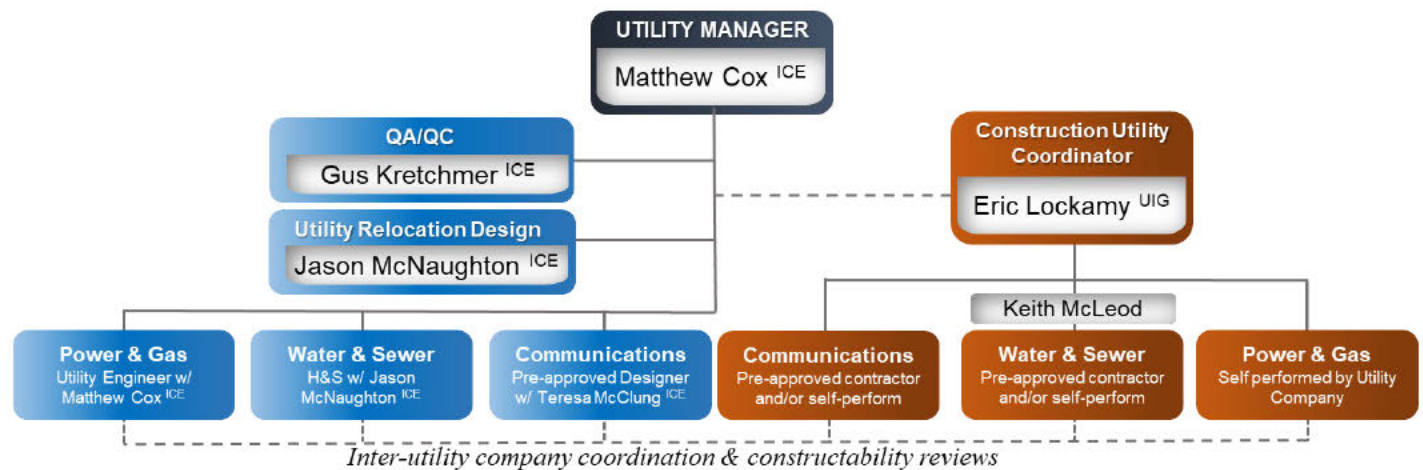 UTILITY MANAGER
Matthew Cox ICE
QA/QC
Gus Kretchmer ICE
Utility Relocation Design
Jason McNaughton ICE
Construction Utility
Coordinator
Eric Lockamy UIG
Keith McLeod
Power & Gas
Utility Engineer w/
Matthew Cox ICE
Water & Sewer
H&S w/ Jason
McNaughton ICE
Communications
Pre-approved Designer
w/ Teresa McClung ICE
Communications
Pre-approved contractor
and/or self-perform
Water & Sewer
Pre-approved contractor
and/or self-perform
Power & Gas
Self performed by Utility
Company
Inter-utility company coordination & constructability reviews